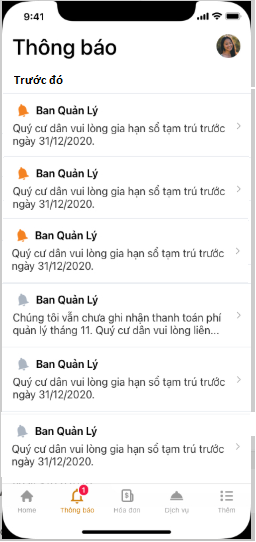 9:41
Thông báo
Trước đó
Ban Quản Lý
Quý cư dân vui lòng gia hạn sổ tạm trú trước
ngày 31/12/2020.
Ban Quản Lý
Quý cư dân vui lòng gia hạn sổ tạm trú trước
ngày 31/12/2020.
Ban Quản Lý
Quý cư dân vui lòng gia hạn sổ tạm trú trước
ngày 31/12/2020.
Ban Quản Lý
Chúng tôi vẫn chưa ghi nhận thanh toán phí
quản lý tháng 11. Quý cư dân vui lòng liên...
Ban Quản Lý
Quý cư dân vui lòng gia hạn sổ tạm trú trước
ngày 31/12/2020.
Ban Quản Lý
Quý cư dân vui lòng gia hạn sổ tạm trú trước
ngày 31/12/2020.
1
Home Thông báo Hóa đơn Dịch vụ Thêm